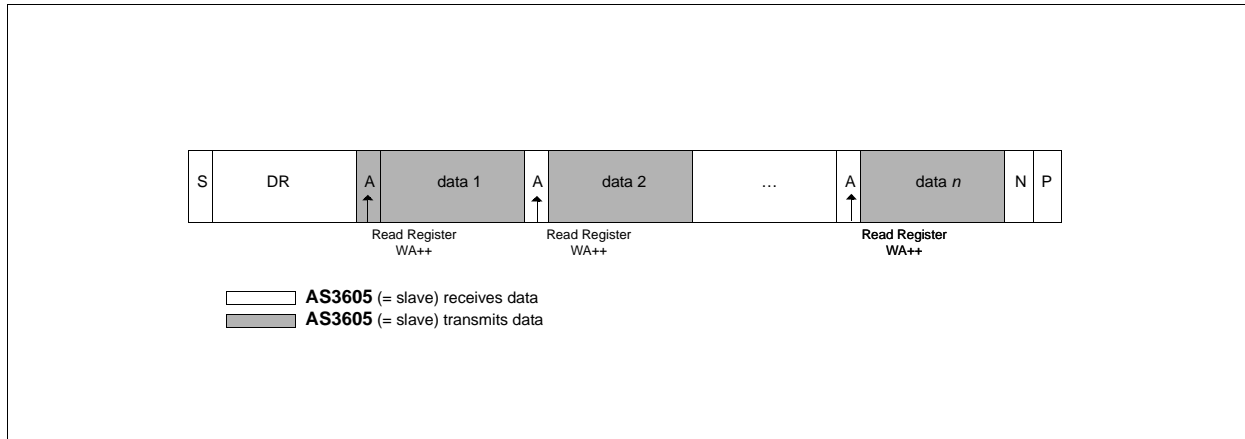 S DR A data 1 A data 2 … A data n N P
Read Register Read Register Read Register
WA++ WA++ WA++
AS3605 (= slave) receives data
AS3605 (= slave) transmits data